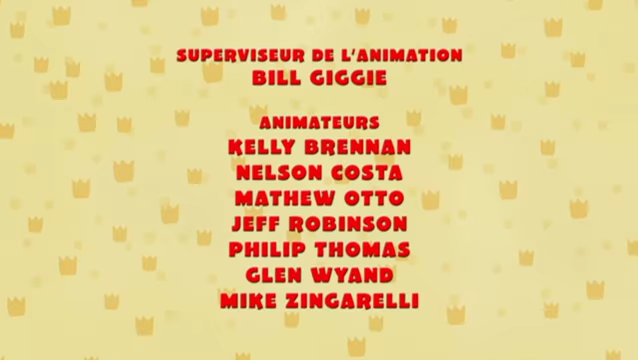 SUPERVISEUR DE L'ANIMATION
BILL GIGGIE
ANIMATEURS
KELLY BRENNAN
NELSON COSTA
MATHEW OTTO
JEFF ROBINSON
PHILIP THOMAS
GLEN WYAND
MIKE ZINGARELLI